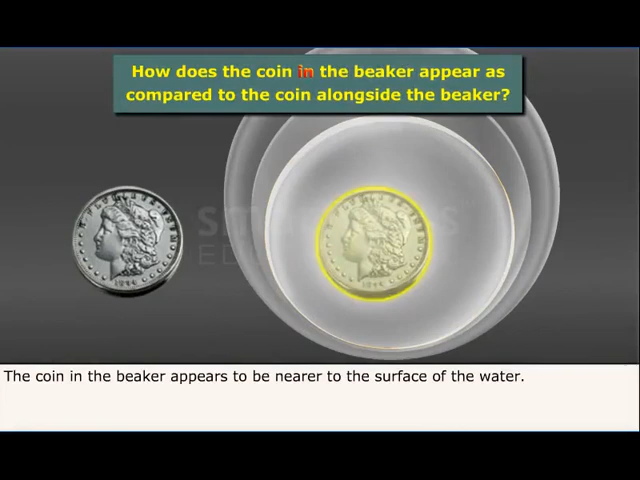 How does the coin in the beaker appear as
compared to the coin alongside the beaker?
The coin in the beaker appears to be nearer to the surface of the water.